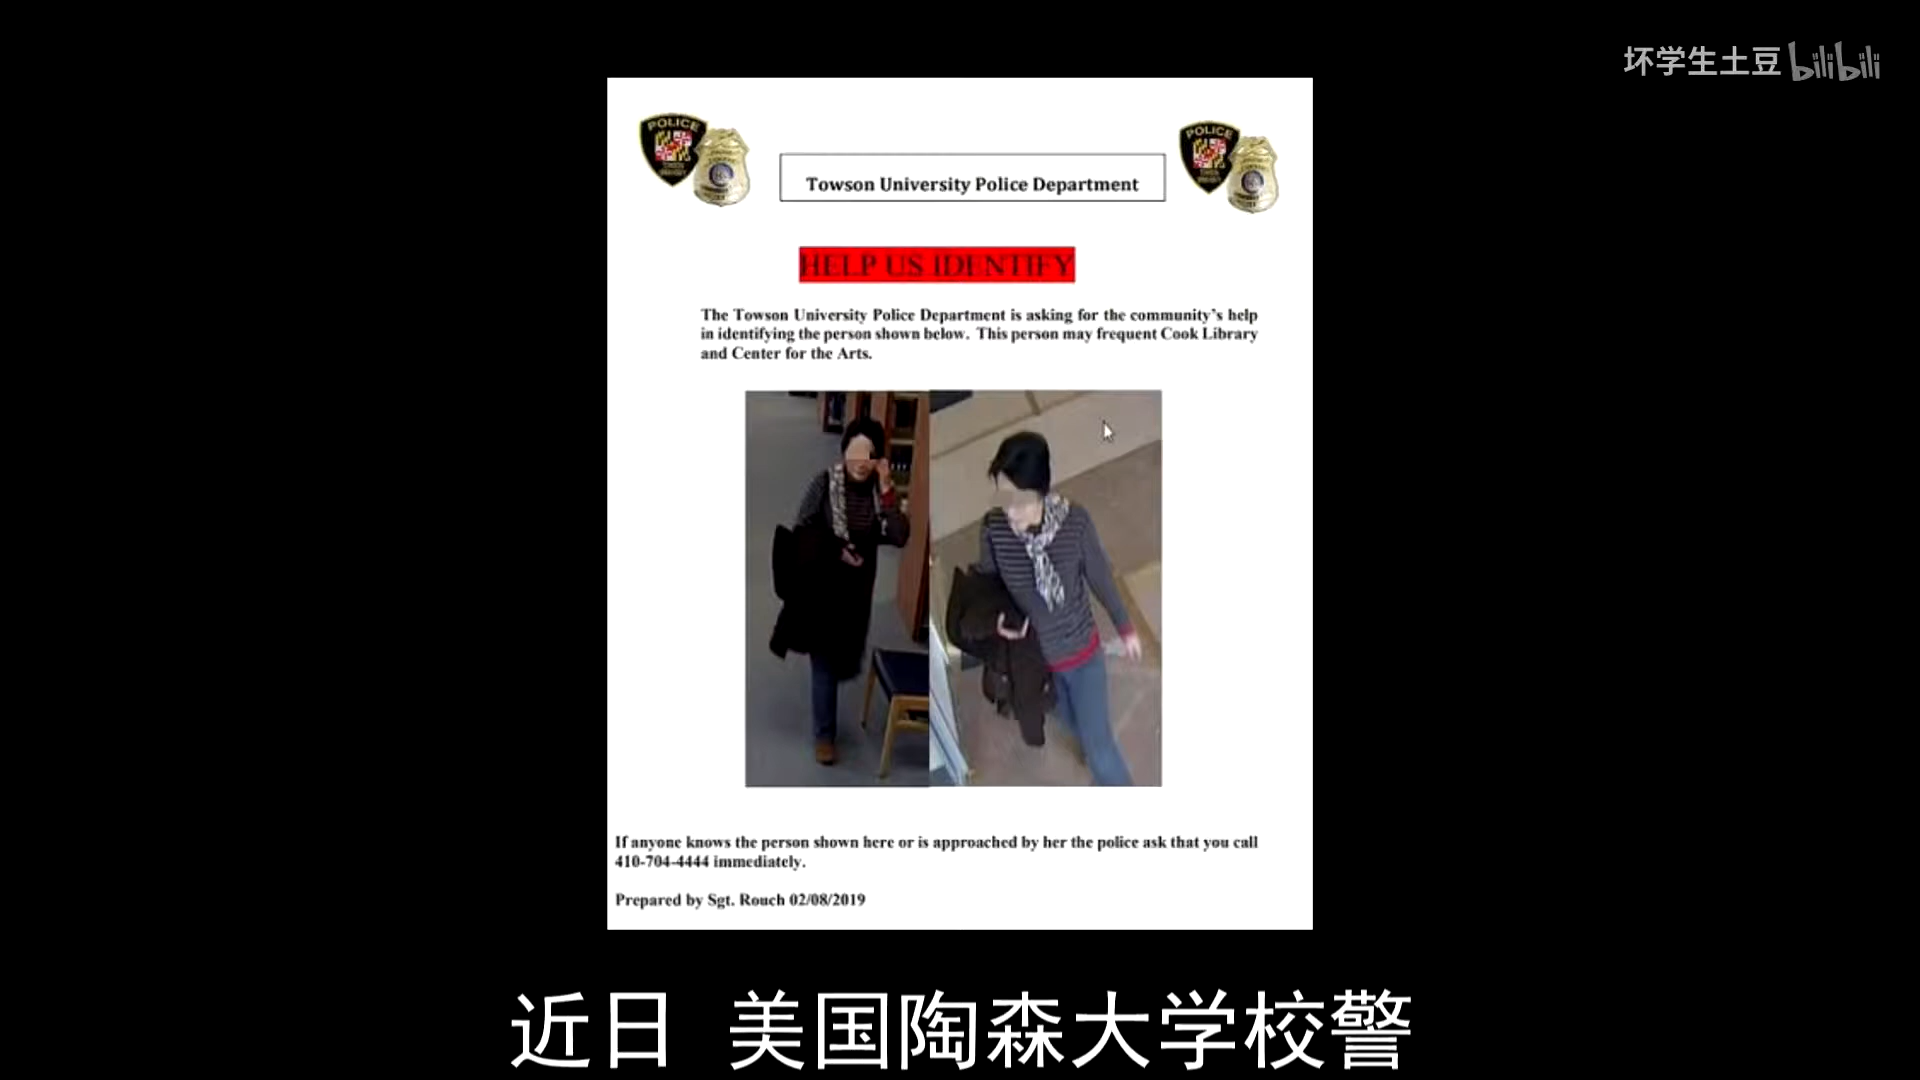 坏学生土豆 bilibili
POLICE
POLICE
Towson University Police Department
HELP US IDENTIFY
The Towson University Police Department is asking for the community's help
in identifying the person shown below. This person may frequent Cook Library
and Center for the Arts.
If anyone knows the person shown here or is approached by her the police ask that you call
410-704-4444 immediately.
Prepared by Sgt. Rouch 02/08/2019
近日 美国陶森大学校警